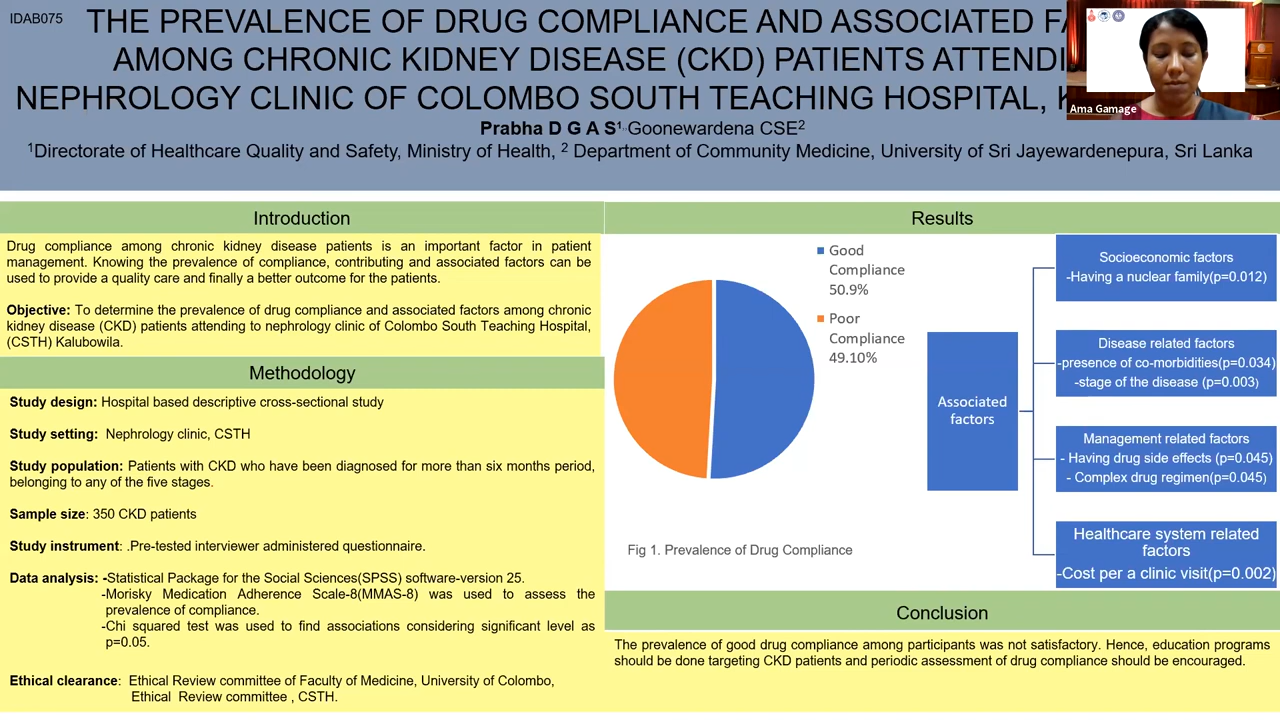 IDAB075
THE PREVALENCE OF DRUG COMPLIANCE AND ASSOCIATED
AMONG CHRONIC KIDNEY DISEASE (CKD) PATIENTS
NEPHROLOGY CLINIC OF COLOMBO SOUTH TEACHING HOSPITAL,
Ama Gamage
Prabha D G A S¹, Goonewardena CSE²
¹Directorate of Healthcare Quality and Safety, Ministry of Health, ² Department of Community Medicine, University of Sri Jayewardenepura, Sri Lanka
Introduction
Drug compliance among chronic kidney disease patients is an important factor in patient
management. Knowing the prevalence of compliance, contributing and associated factors can be
used to provide a quality care and finally a better outcome for the patients.
Objective: To determine the prevalence of drug compliance and associated factors among chronic
kidney disease (CKD) patients attending to nephrology clinic of Colombo South Teaching Hospital,
(CSTH) Kalubowila.
Methodology
Study design: Hospital based descriptive cross-sectional study
Study setting: Nephrology clinic, CSTH
Study population: Patients with CKD who have been diagnosed for more than six months period,
belonging to any of the five stages.
Sample size: 350 CKD patients
Study instrument: .Pre-tested interviewer administered questionnaire.
Data analysis: -Statistical Package for the Social Sciences(SPSS) software-version 25.
-Morisky Medication Adherence Scale-8(MMAS-8) was used to assess the
prevalence of compliance.
-Chi squared test was used to find associations considering significant level as
p=0.05.
Ethical clearance: Ethical Review committee of Faculty of Medicine, University of Colombo,
Ethical Review committee , CSTH.
Results
Good
Compliance
50.9%
Poor
Compliance
49.10%
Fig 1. Prevalence of Drug Compliance
Associated
factors
Socioeconomic factors
-Having a nuclear family(p=0.012)
Disease related factors
-presence of co-morbidities(p=0.034)
-stage of the disease (p=0.003)
Management related factors
- Having drug side effects (p=0.045)
- Complex drug regimen(p=0.045)
Healthcare system related
factors
-Cost per a clinic visit(p=0.002)
Conclusion
The prevalence of good drug compliance among participants was not satisfactory. Hence, education programs
should be done targeting CKD patients and periodic assessment of drug compliance should be encouraged.